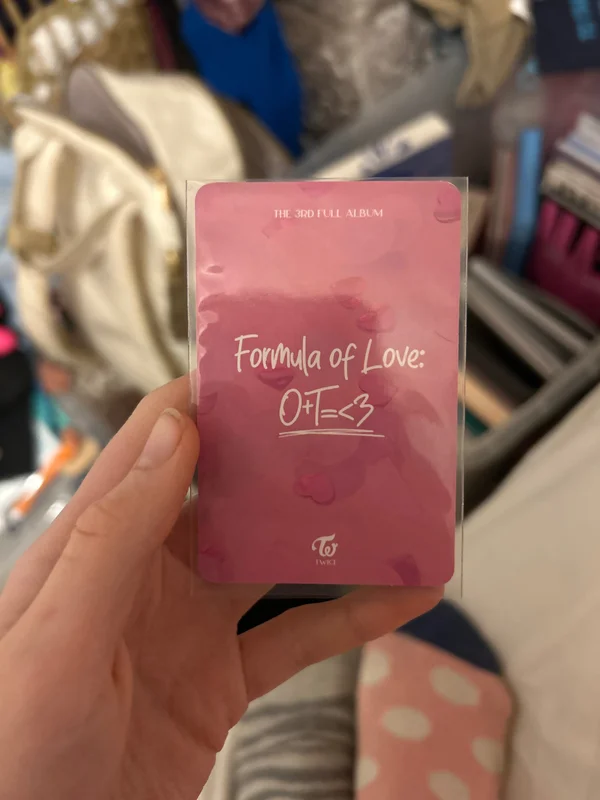 THE 3RD FULL ALBUM
Formula of Love:
O+T=<3
TWICE